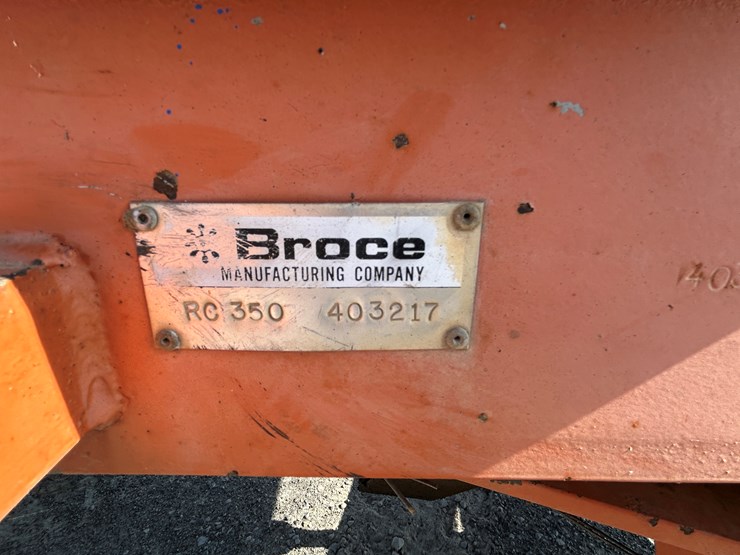 Broce
MANUFACTURING COMPANY
RC 350 403217